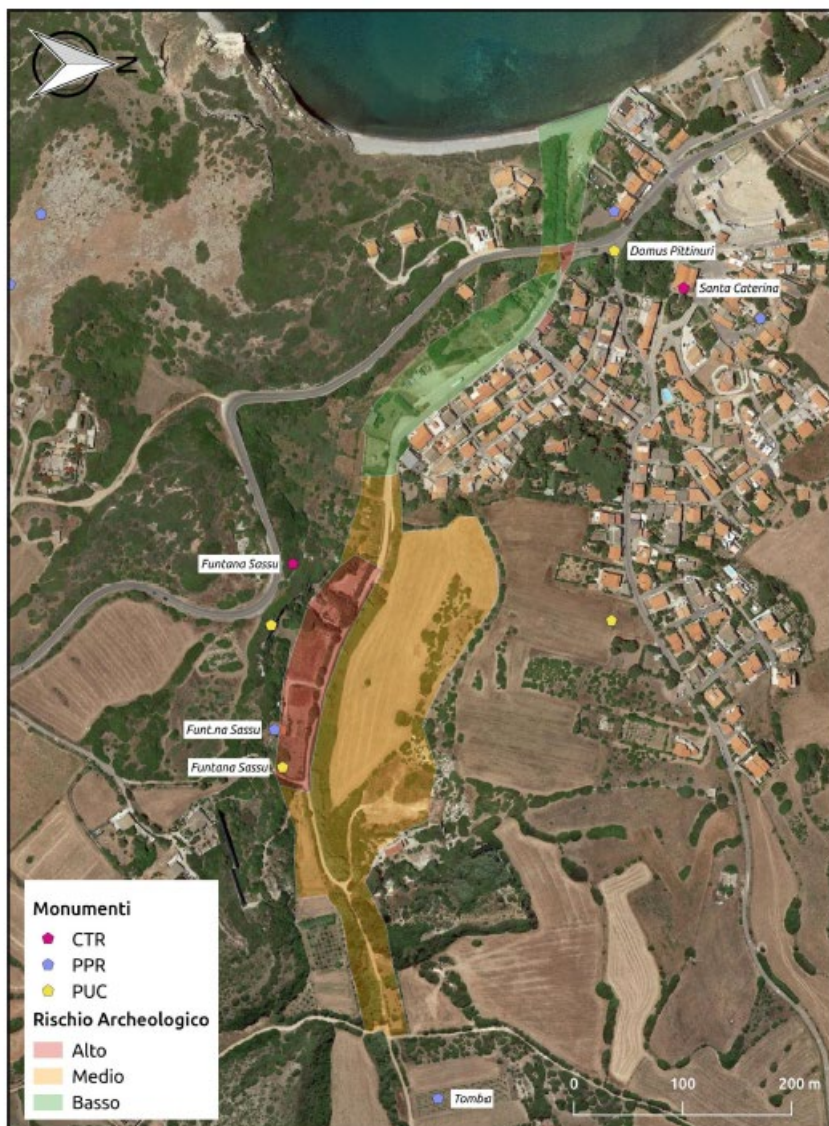 N
Domus Pittinuri
Santa Caterina
Funtana Sassu
Funt.na Sassu
Funtana Sassu
Tomba
Monumenti
CTR
PPR
PUC
Rischio Archeologico
Alto
Medio
Basso
0 100 200 m